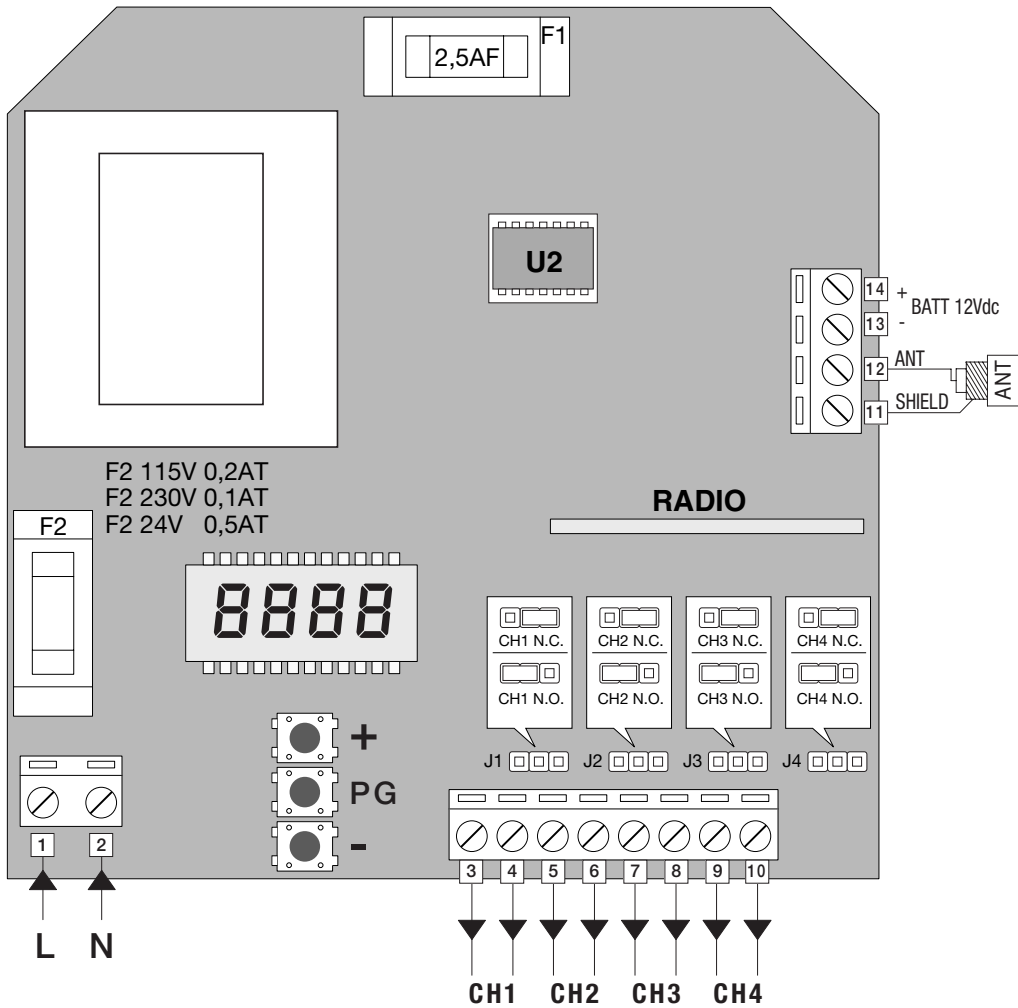 F1
2,5AF
U2
14 +
BATT 12Vdc
13 -
12 ANT
ANT
11 SHIELD
F2 115V 0,2AT
F2 230V 0,1AT
F2 24V 0,5AT
F2
RADIO
8888
CH1 N.C. CH2 N.C. CH3 N.C. CH4 N.C.
CH1 N.O. CH2 N.O. CH3 N.O. CH4 N.O.
J1 J2 J3 J4
+
PG
-
1 2
3 4 5 6 7 8 9 10
L N
CH1 CH2 CH3 CH4